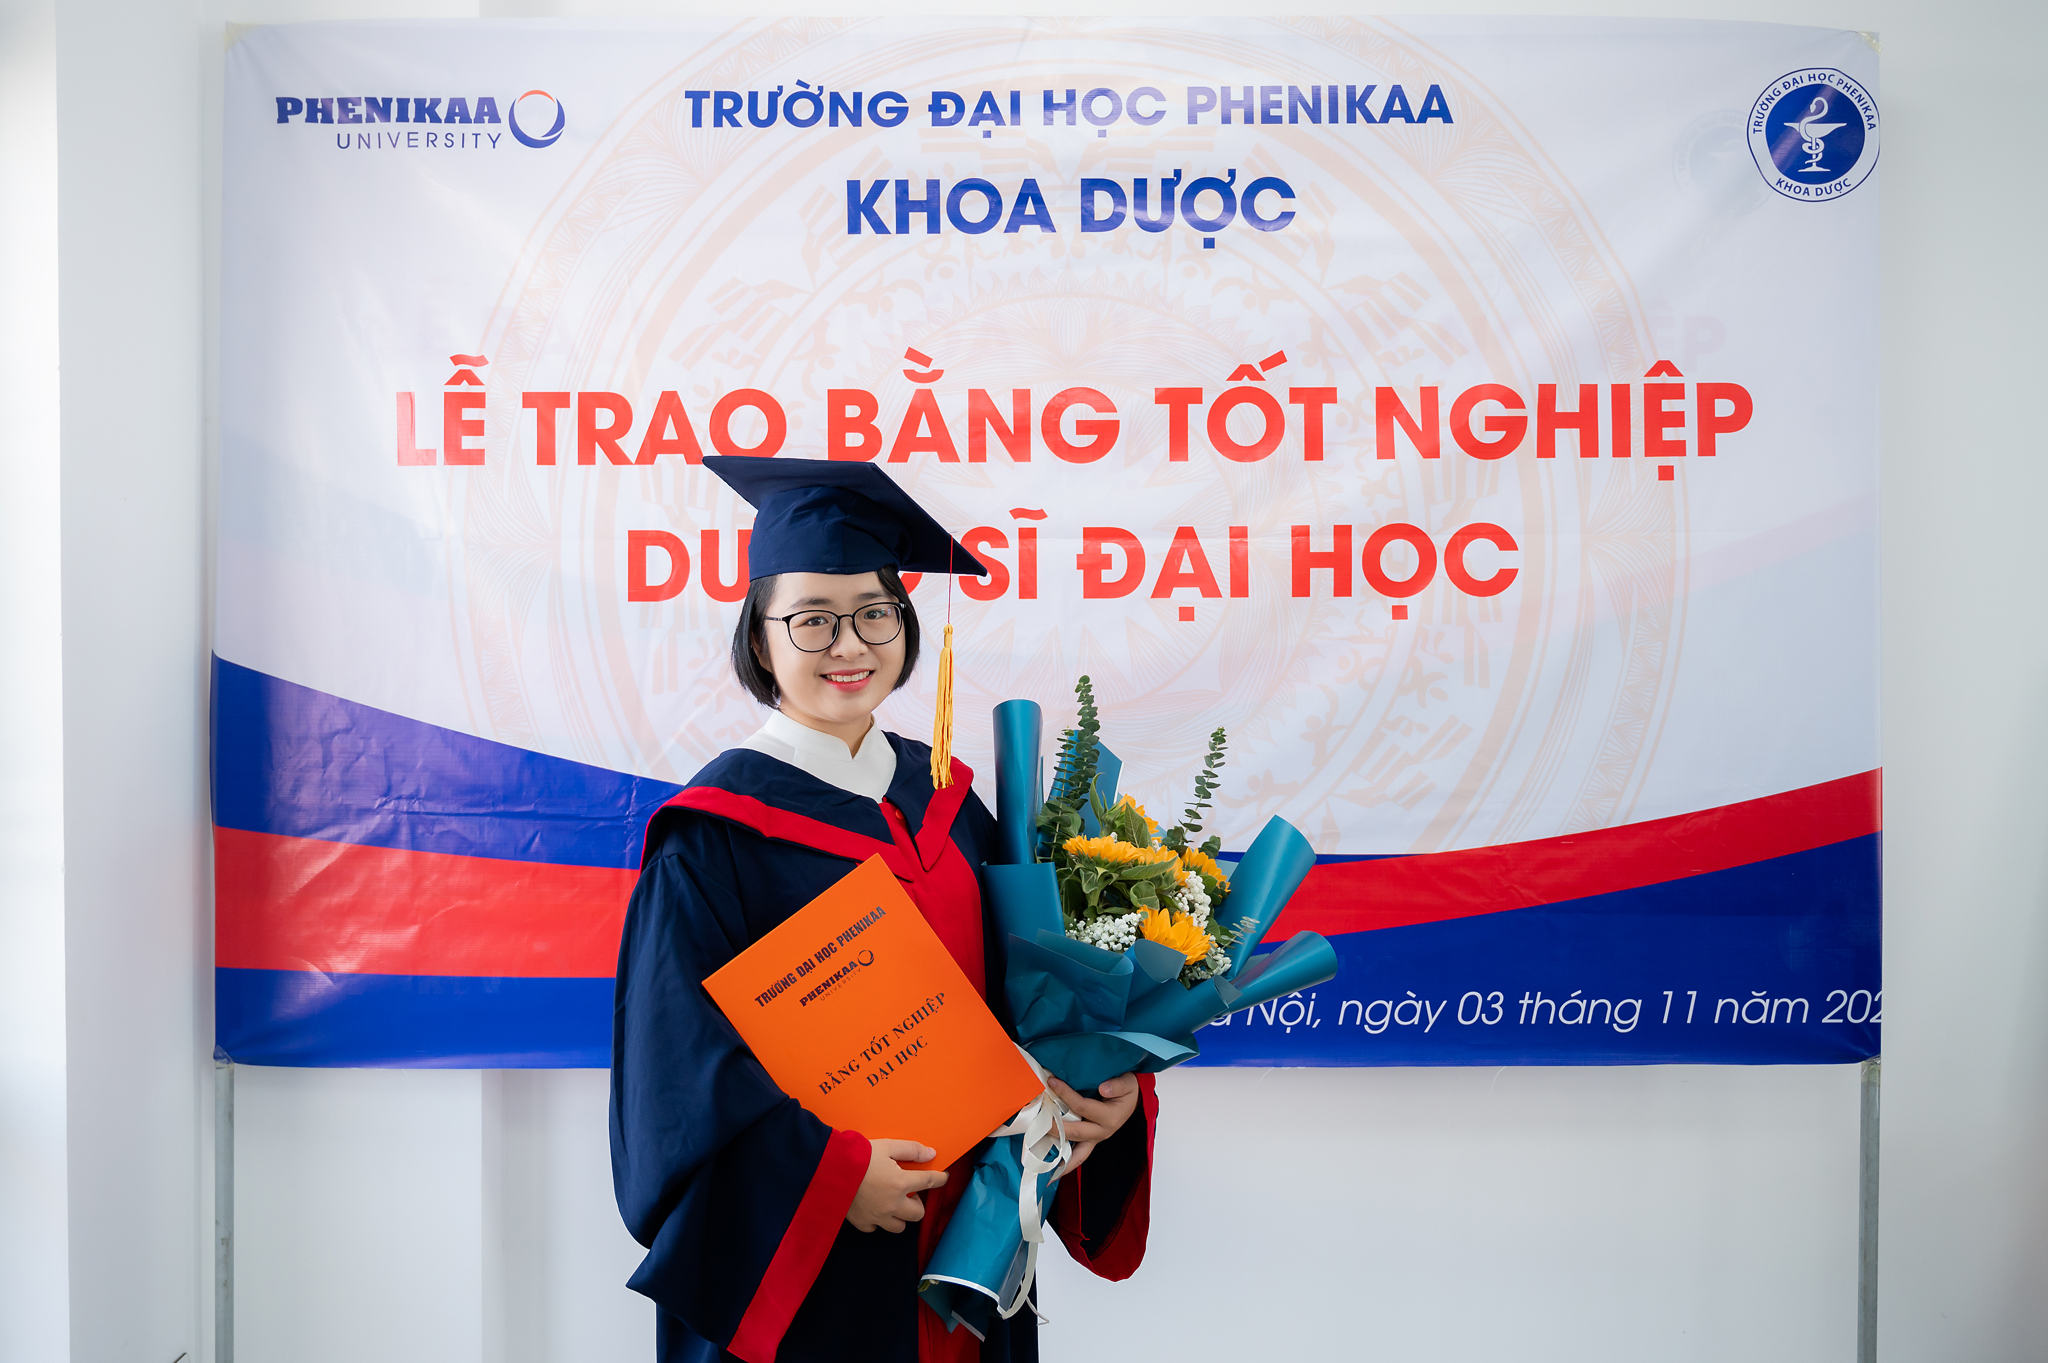 PHENIKAA
UNIVERSITY
TRƯỜNG ĐẠI HỌC PHENIKAA
KHOA DƯỢC
TRƯỜNG ĐẠI HỌC PHENIKAA
KHOA DƯỢC
LỄ TRAO BẰNG TỐT NGHIỆP
SĨ ĐẠI HỌC
TRƯỜNG ĐẠI HỌC PHENIKAA
PHENIKAA
UNIVERSITY
BẰNG TỐT NGHIỆP
ĐẠI HỌC
Nội, ngày 03 tháng 11 năm